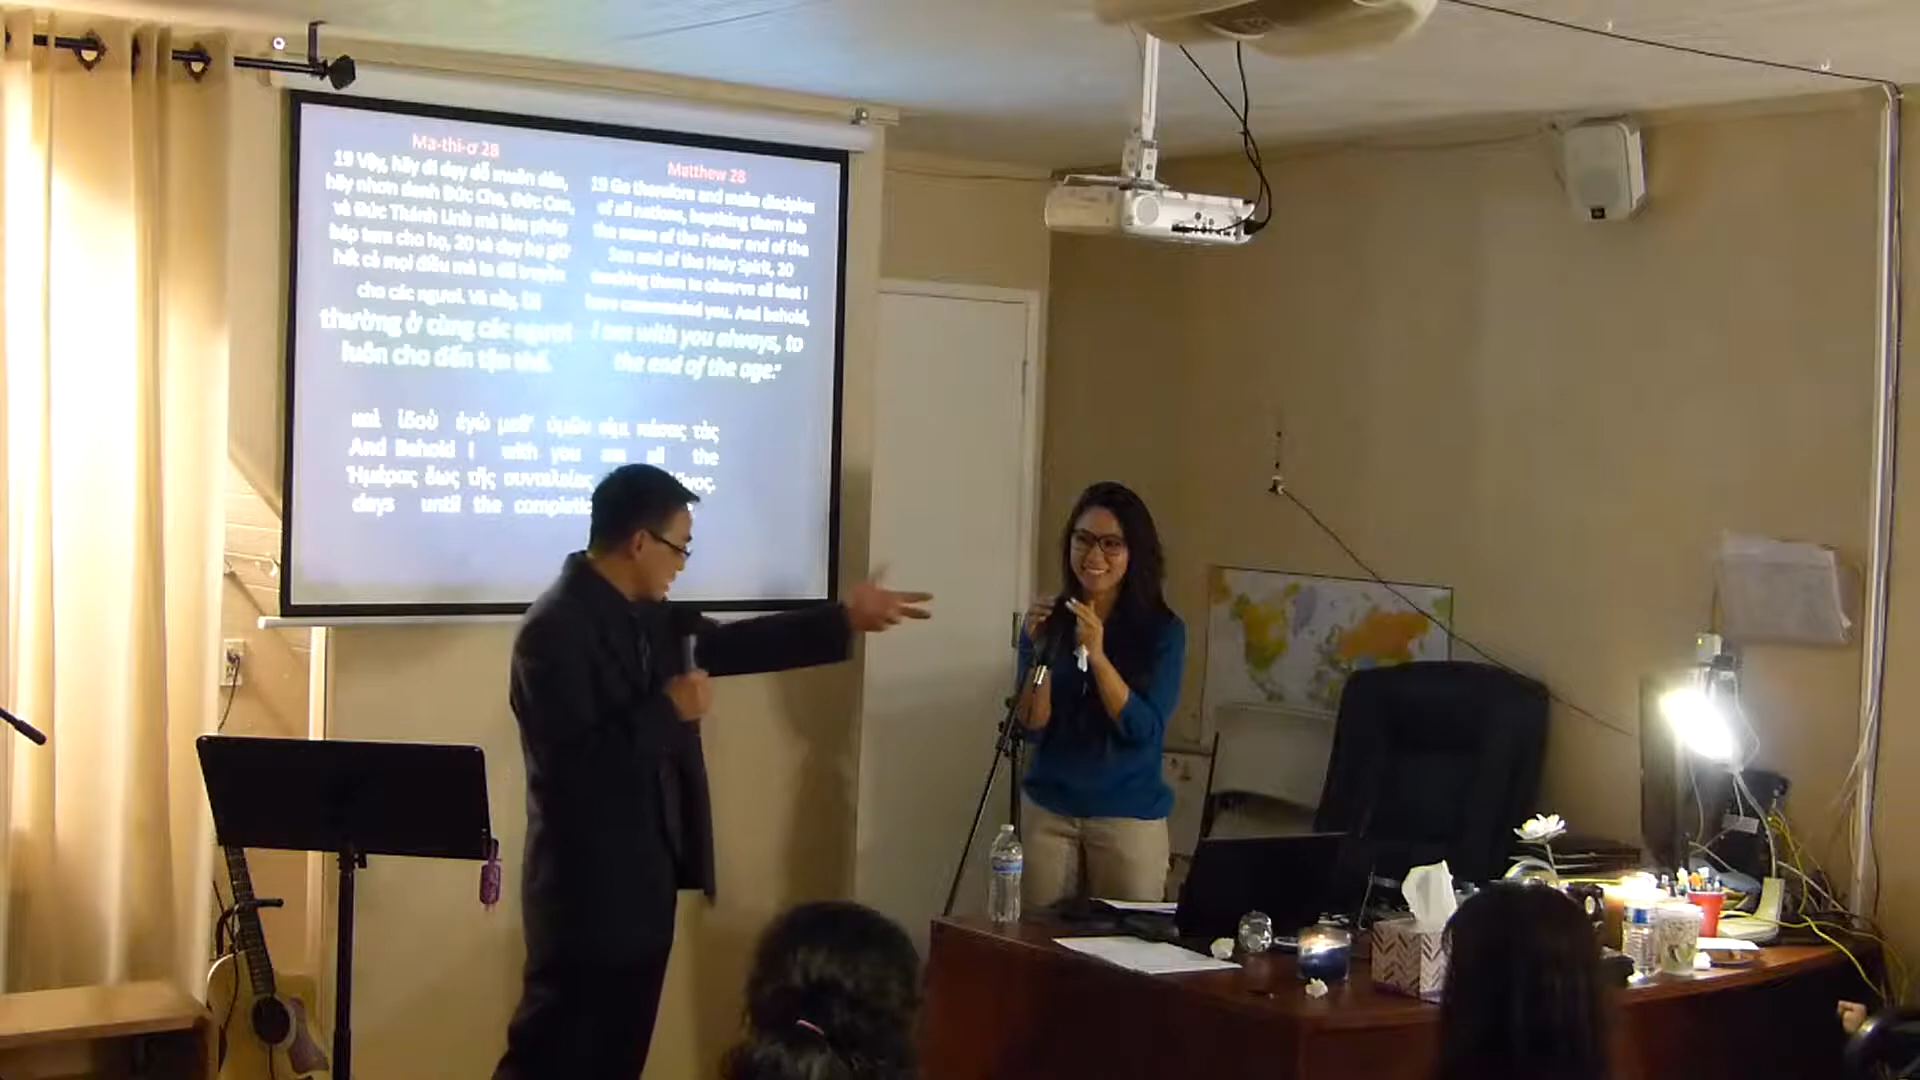 Ma-thi-ơ 28
19 Vậy, hãy đi dạy dỗ muôn dân,
hãy nhơn danh Đức Cha, Đức Con,
và Đức Thánh Linh mà làm phép
báp tem cho họ, 20 và dạy họ giữ
hết cả mọi điều mà ta đã truyền
cho các ngươi. Và nầy, ta
thường ở cùng các ngươi
luôn cho đến tận thế.
Matthew 28
19 Go therefore and make disciples
of all nations, baptizing them in
the name of the Father and of the
Son and of the Holy Spirit, 20
teaching them to observe all that I
have commanded you. And behold,
I am with you always, to
the end of the age."
καὶ ἰδοὺ ἐγὼ μεθ' ὑμῶν εἰμι πάσας τὰς
And Behold I with you am all the
Ἡμέρας ἕως τῆς συντελείας
days until the completion